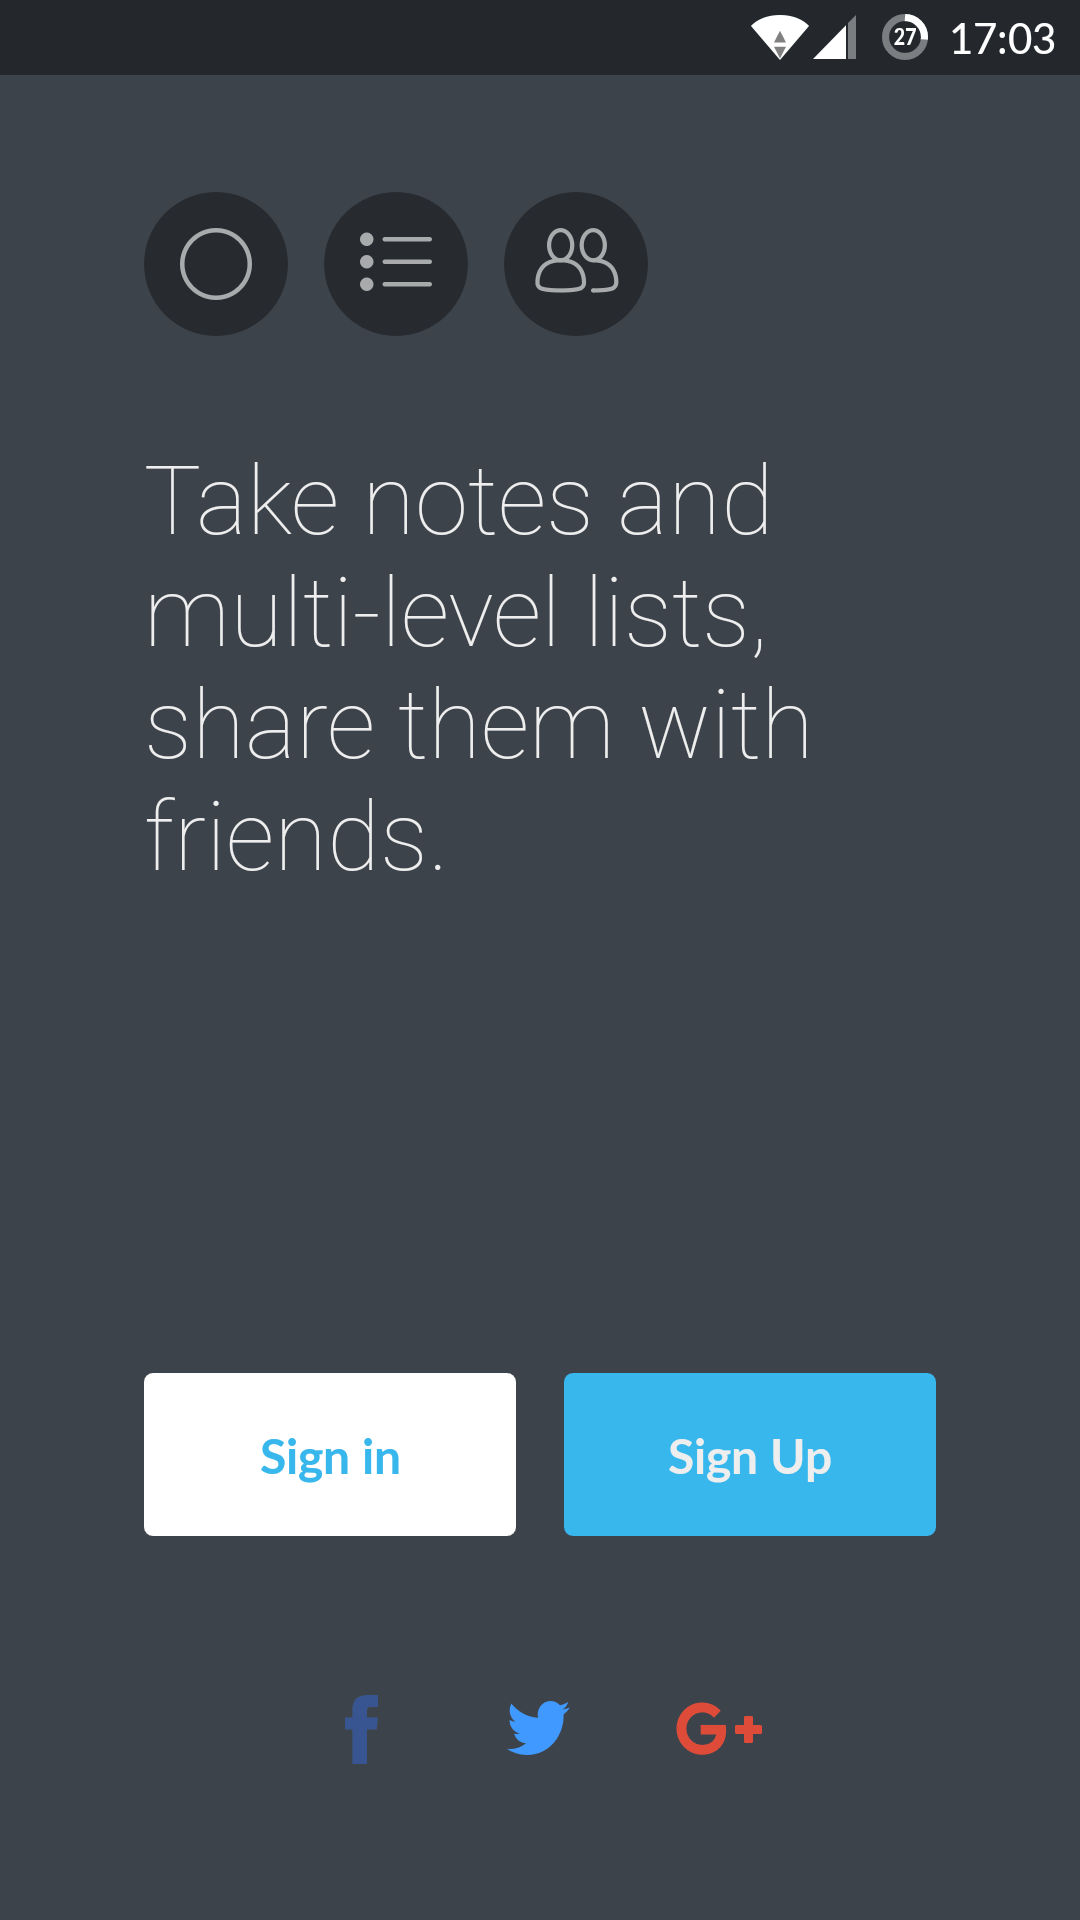 27 17:03
Take notes and
multi-level lists,
share them with
friends.
Sign in
Sign Up
f G+